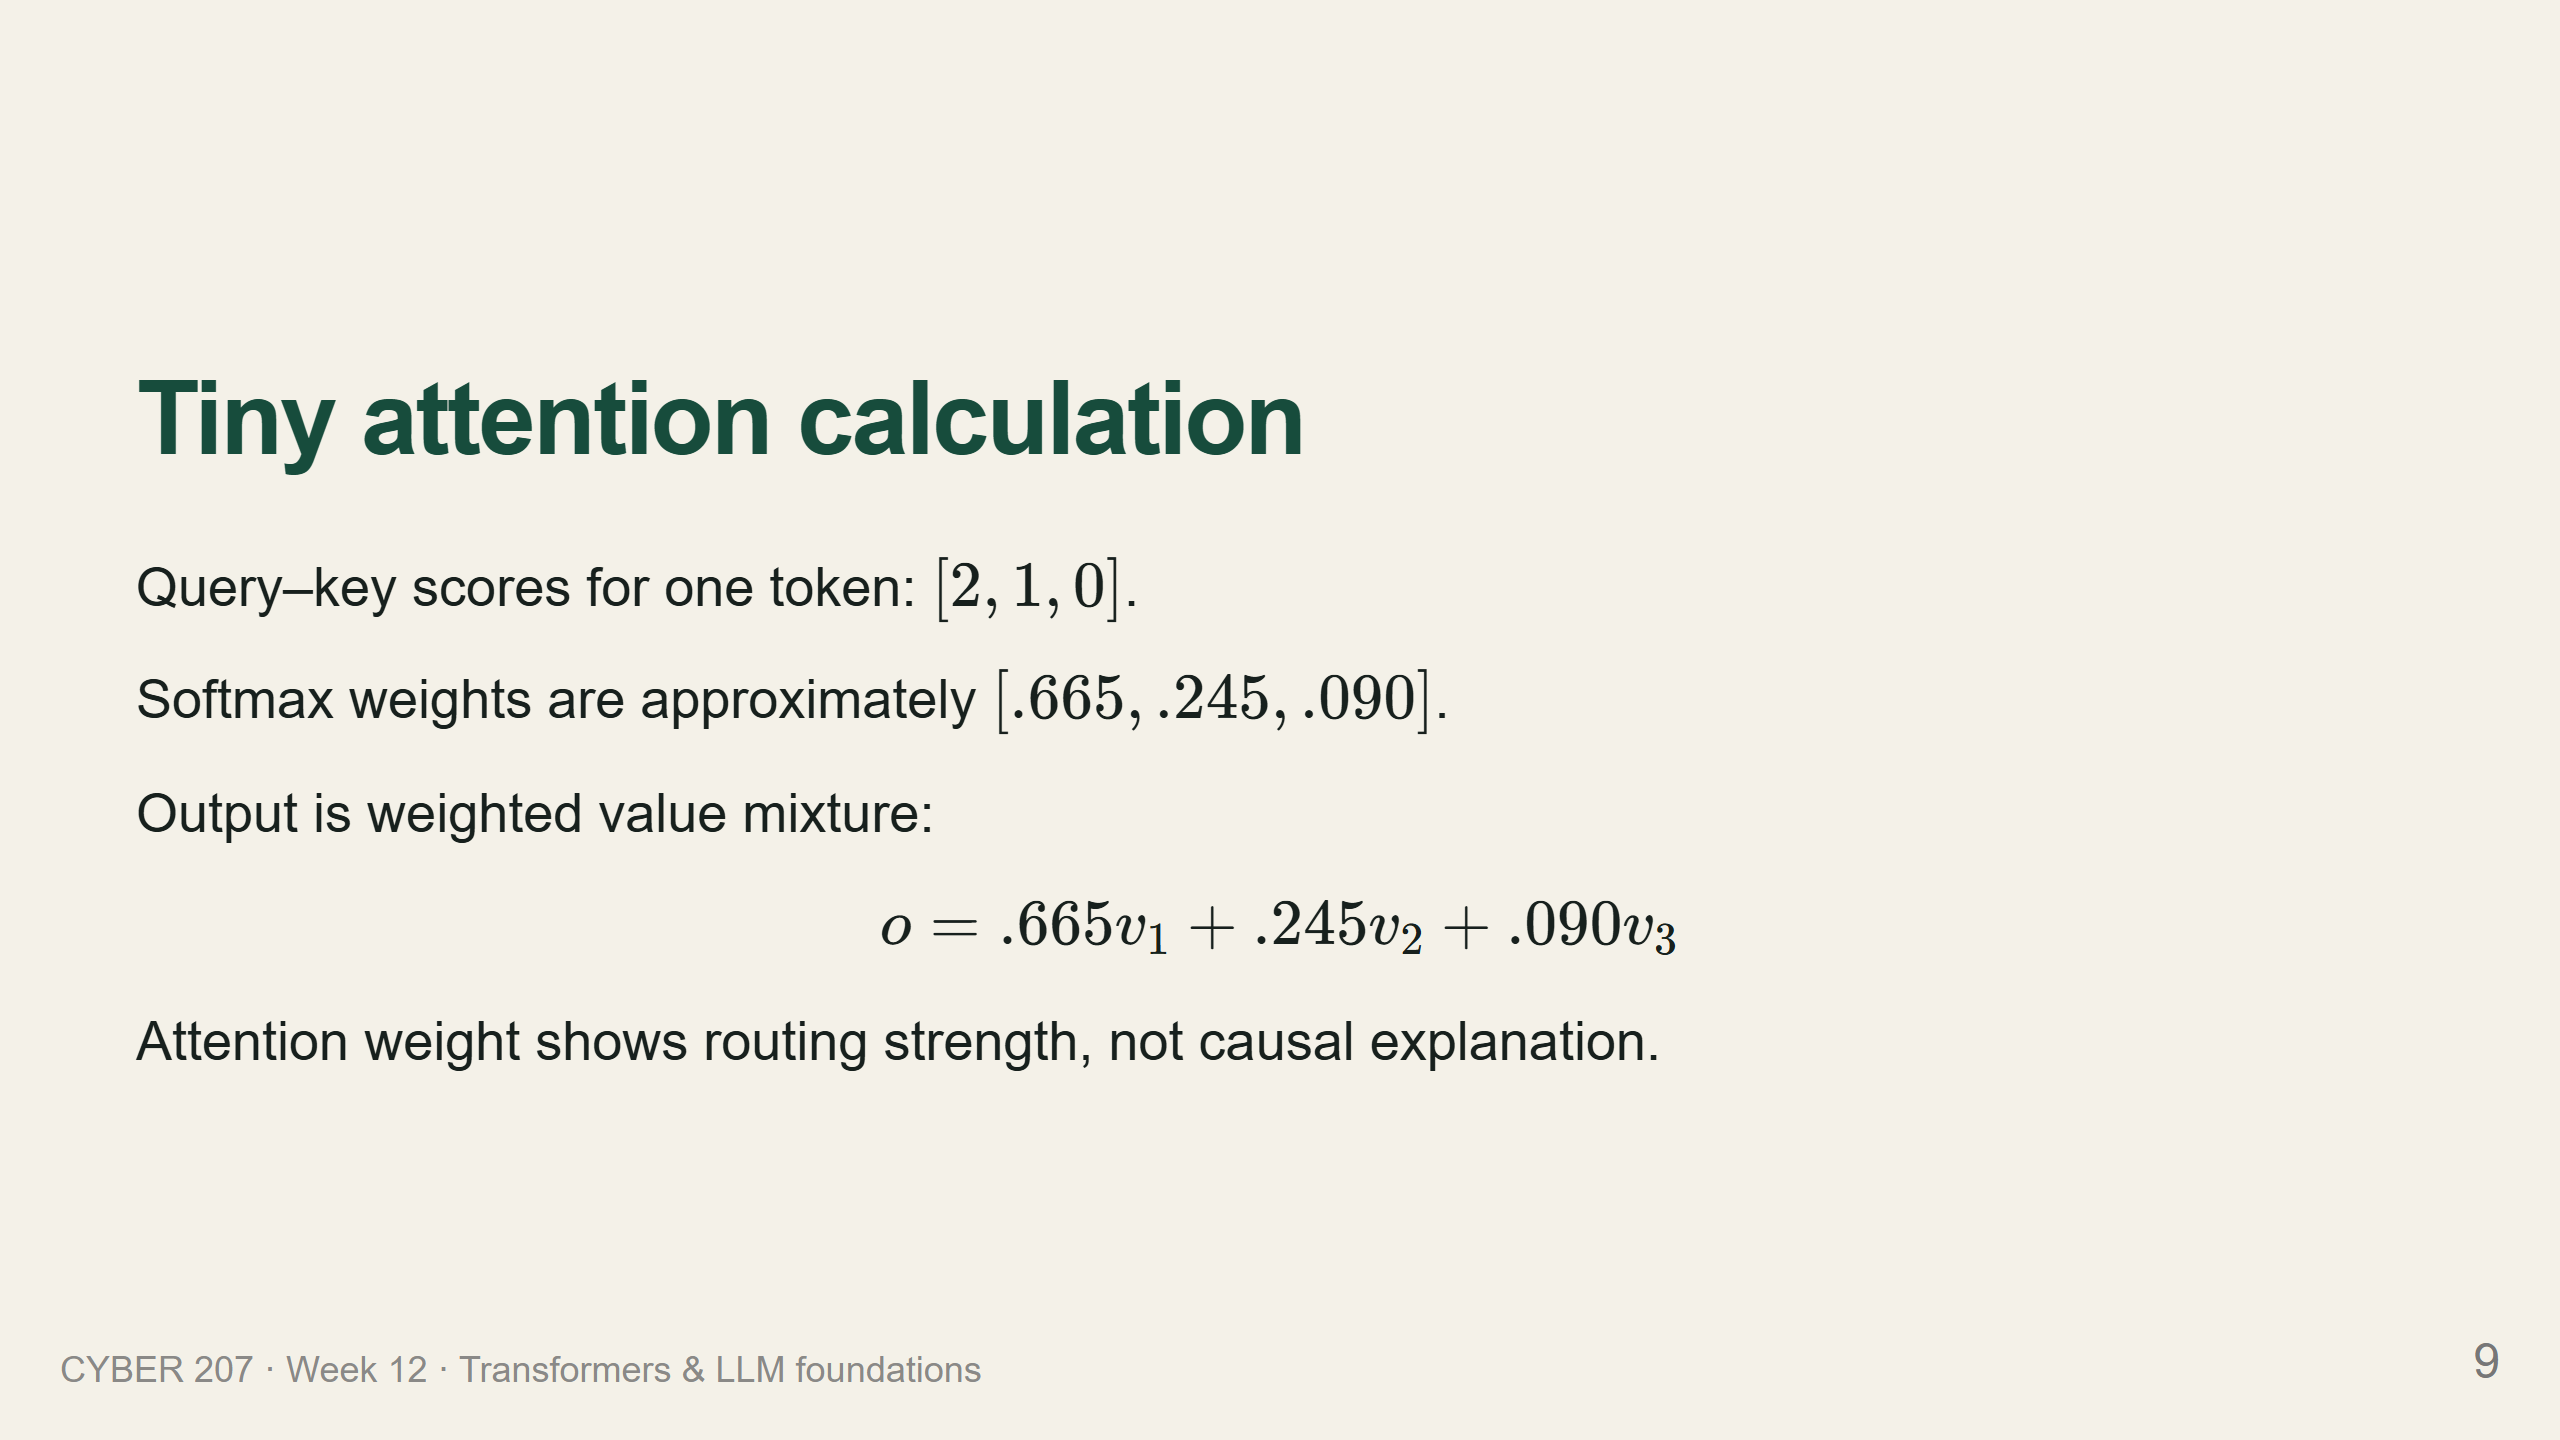 Tiny attention calculation
Query–key scores for one token: [2, 1, 0].
Softmax weights are approximately [.665, .245, .090].
Output is weighted value mixture:
o = .665v₁ + .245v₂ + .090v₃
Attention weight shows routing strength, not causal explanation.
CYBER 207 · Week 12 · Transformers & LLM foundations
9